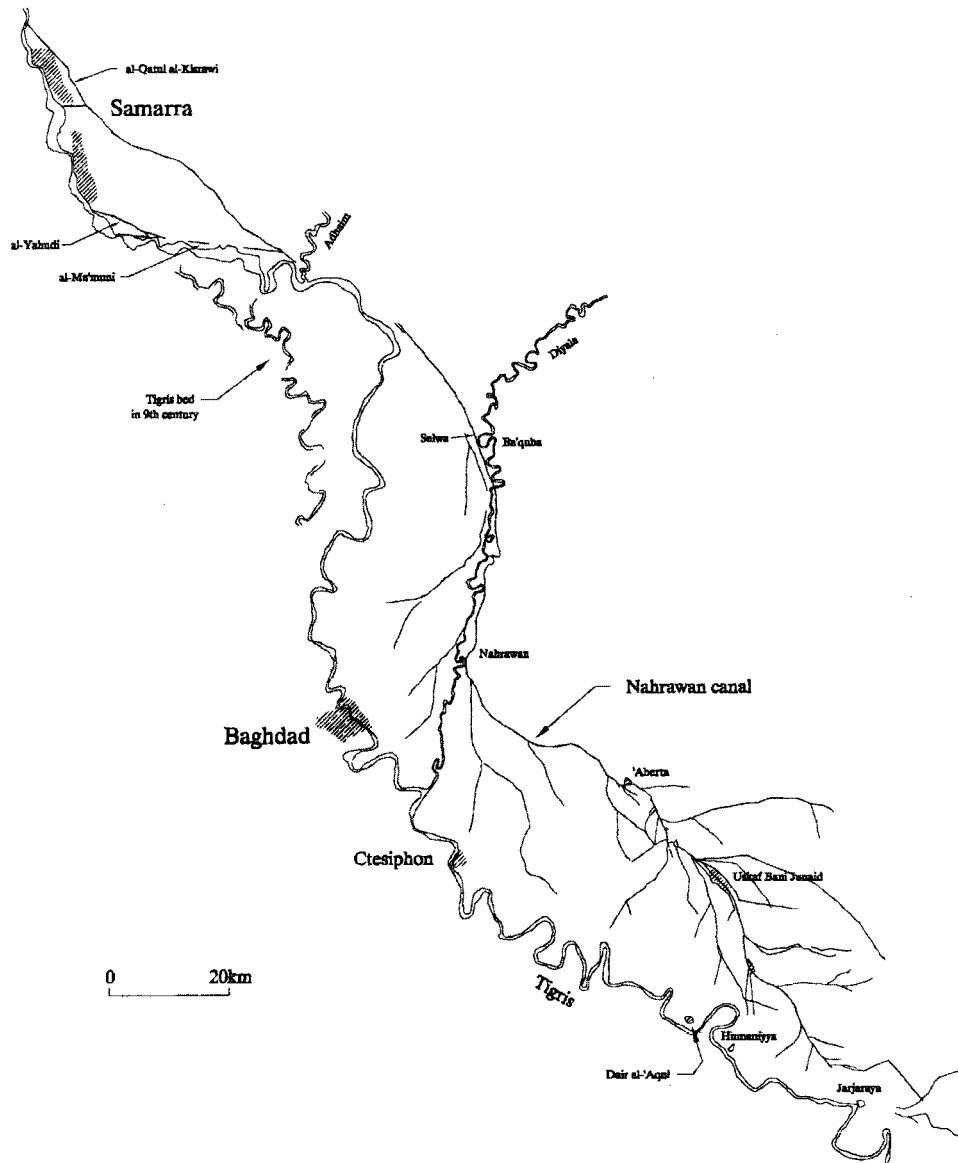 al-Qatul al-Kisrawi
Samarra
Adhaim
al-Yahudi
al-Ma'muni
Diyala
Tigris bed
in 9th century
Salwa
Ba'quba
Nahrawan
Nahrawan canal
Baghdad
'Aberta
Ctesiphon
Uskaf Bani Junaid
0 20km
Tigris
Humaniyya
Dair al-'Aqul
Jarjaraya